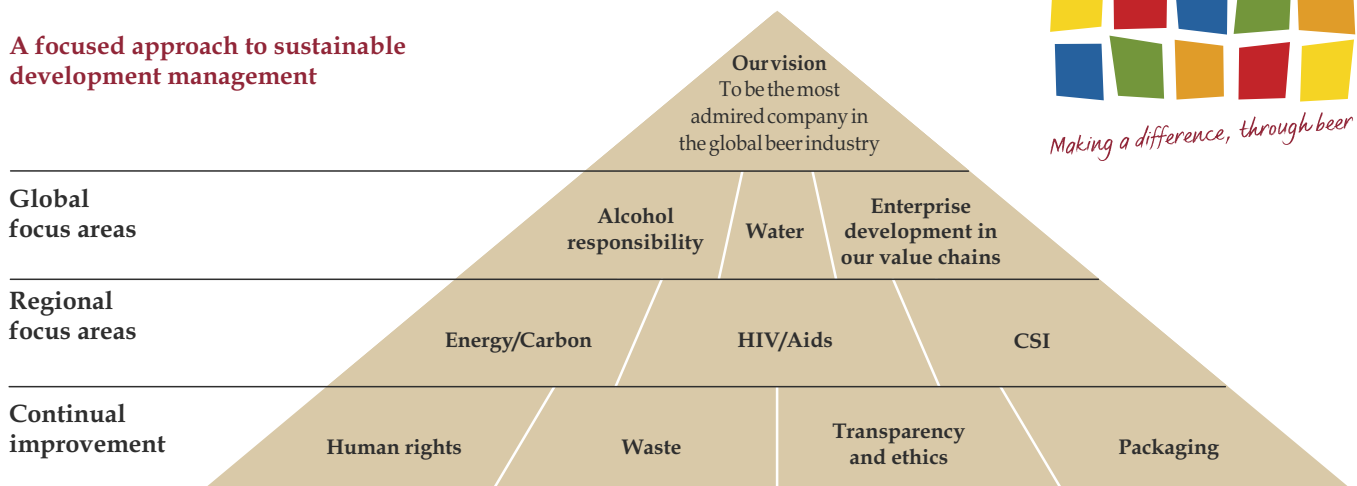 A focused approach to sustainable
development management
Our vision
To be the most
admired company in
the global beer industry
Making a difference, through beer
Global
focus areas
Alcohol
responsibility
Water
Enterprise
development in
our value chains
Regional
focus areas
Energy/Carbon
HIV/Aids
CSI
Continual
improvement
Human rights
Waste
Transparency
and ethics
Packaging